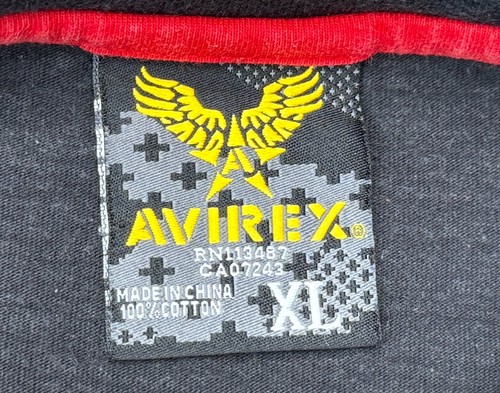 A
AVIREX®
RN113487
CA07243
MADE IN CHINA
100% COTTON
XL